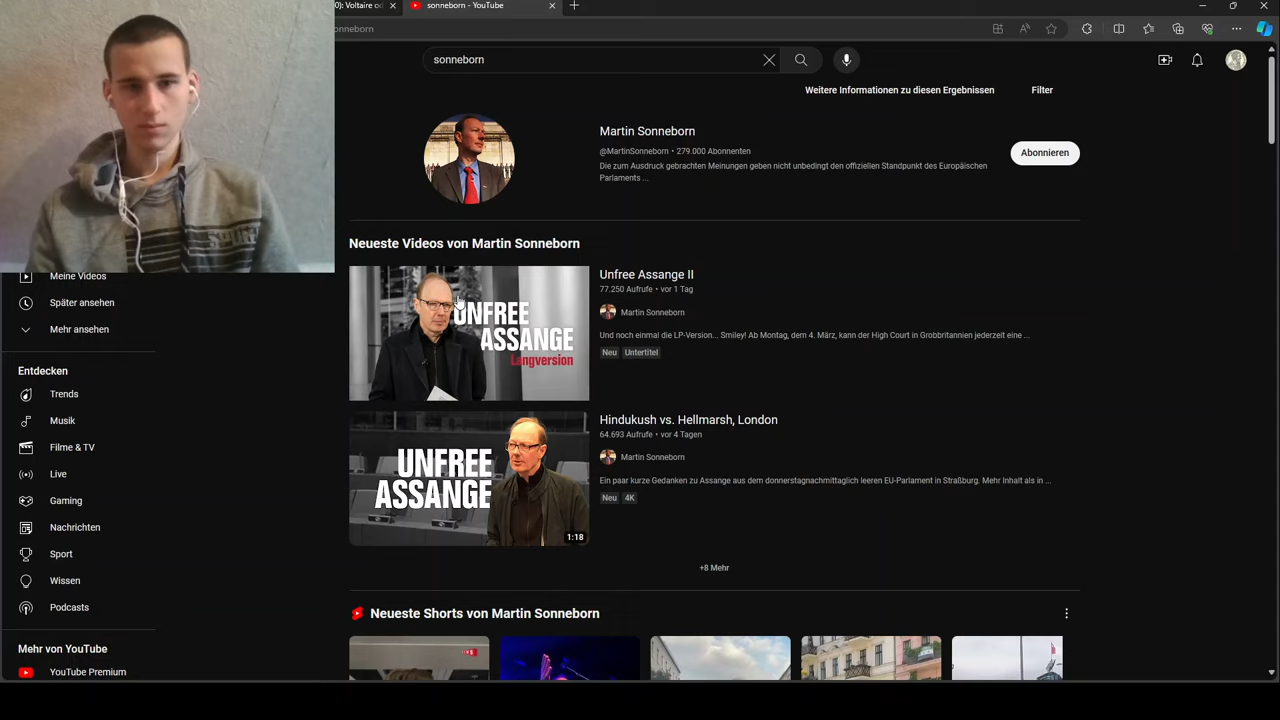 0): Voltaire od
sonneborn - YouTube
onneborn
sonneborn
Weitere Informationen zu diesen Ergebnissen
Filter
Martin Sonneborn
@MartinSonneborn • 279.000 Abonnenten
Die zum Ausdruck gebrachten Meinungen geben nicht unbedingt den offiziellen Standpunkt des Europäischen
Parlaments ...
Abonnieren
Neueste Videos von Martin Sonneborn
UNFREE
ASSANGE
Langversion
Unfree Assange II
77.250 Aufrufe • vor 1 Tag
Martin Sonneborn
Und noch einmal die LP-Version... Smiley! Ab Montag, dem 4. März, kann der High Court in Grobbritannien jederzeit eine ...
Neu Untertitel
UNFREE
ASSANGE
1:18
Hindukush vs. Hellmarsh, London
64.693 Aufrufe • vor 4 Tagen
Martin Sonneborn
Ein paar kurze Gedanken zu Assange aus dem donnerstagnachmittaglich leeren EU-Parlament in Straßburg. Mehr Inhalt als in ...
Neu 4K
+8 Mehr
Neueste Shorts von Martin Sonneborn
Meine Videos
Später ansehen
Mehr ansehen
Entdecken
Trends
Musik
Filme & TV
Live
Gaming
Nachrichten
Sport
Wissen
Podcasts
Mehr von YouTube
YouTube Premium